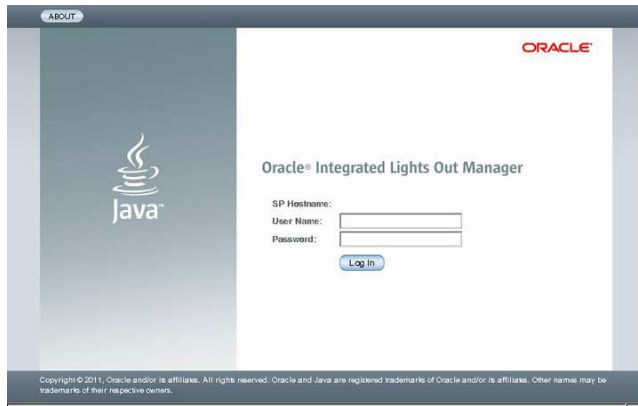 ABOUT
ORACLE®
Java™
Oracle® Integrated Lights Out Manager
SP Hostname:
User Name:
Password:
Log In
Copyright © 2011, Oracle and/or its affiliates. All rights reserved. Oracle and Java are registered trademarks of Oracle and/or its affiliates. Other names may be
trademarks of their respective owners.